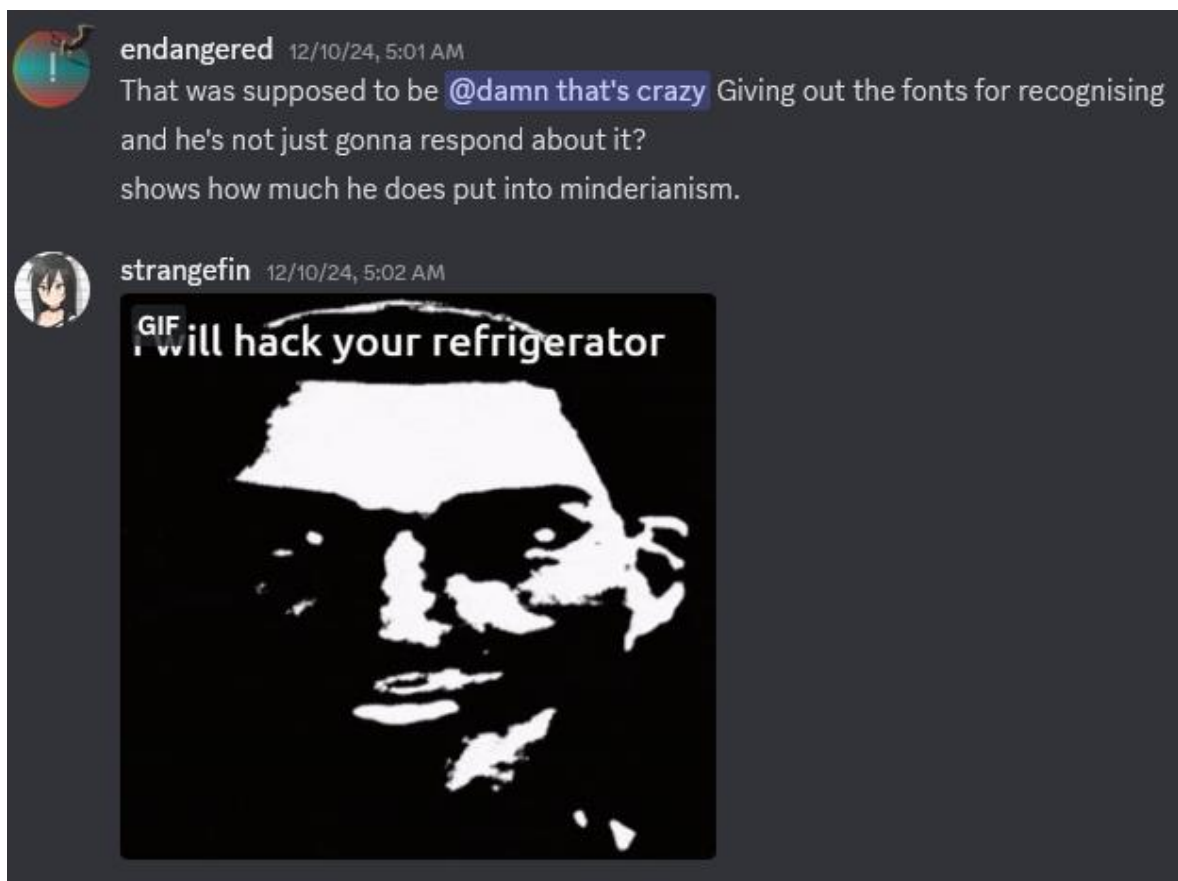 endangered 12/10/24, 5:01 AM
That was supposed to be @damn that's crazy Giving out the fonts for recognising
and he's not just gonna respond about it?
shows how much he does put into minderianism.
strangefin 12/10/24, 5:02 AM
GIF
I will hack your refrigerator